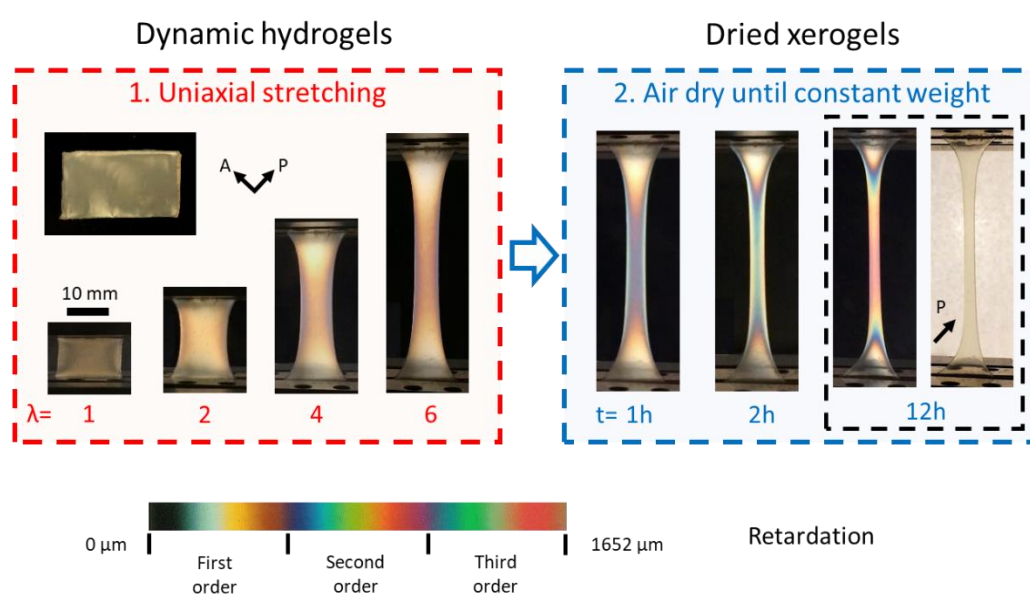 Dynamic hydrogels
Dried xerogels
1. Uniaxial stretching
A
P
10 mm
λ= 1 2 4 6
2. Air dry until constant weight
P
t= 1h 2h 12h
0 μm
1652 μm
First
order
Second
order
Third
order
Retardation